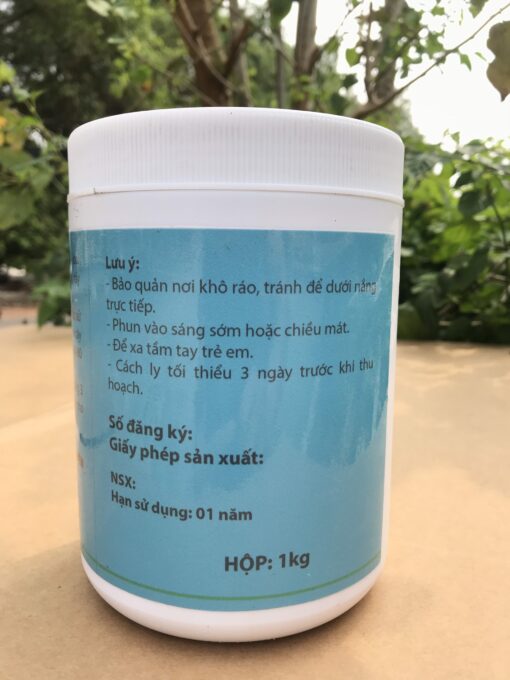 Lưu ý:
- Bảo quản nơi khô ráo, tránh để dưới nắng
trực tiếp.
- Phun vào sáng sớm hoặc chiều mát.
- Để xa tầm tay trẻ em.
- Cách ly tối thiểu 3 ngày trước khi thu
hoạch.
Số đăng ký:
Giấy phép sản xuất:
NSX:
Hạn sử dụng: 01 năm
HỘP: 1kg